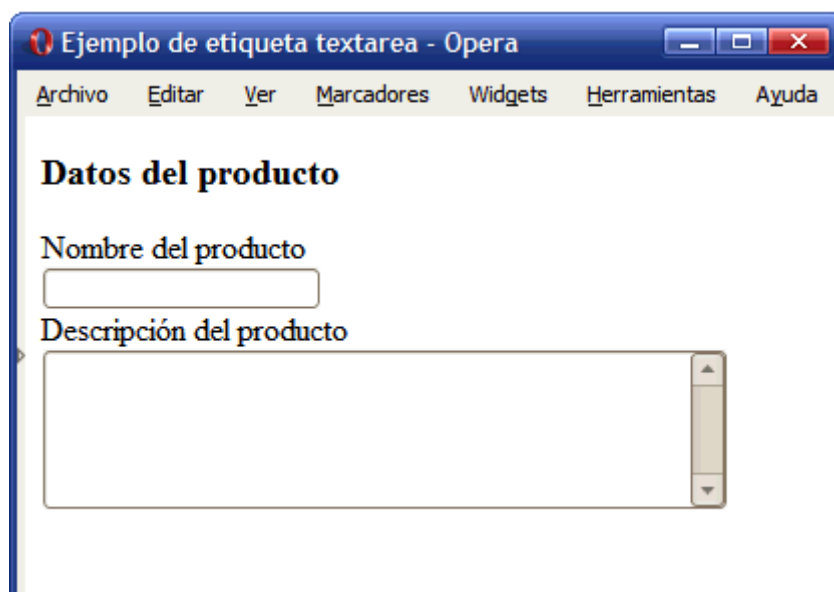 Ejemplo de etiqueta textarea - Opera
Archivo Editar Ver Marcadores Widgets Herramientas Ayuda
Datos del producto
Nombre del producto
Descripción del producto